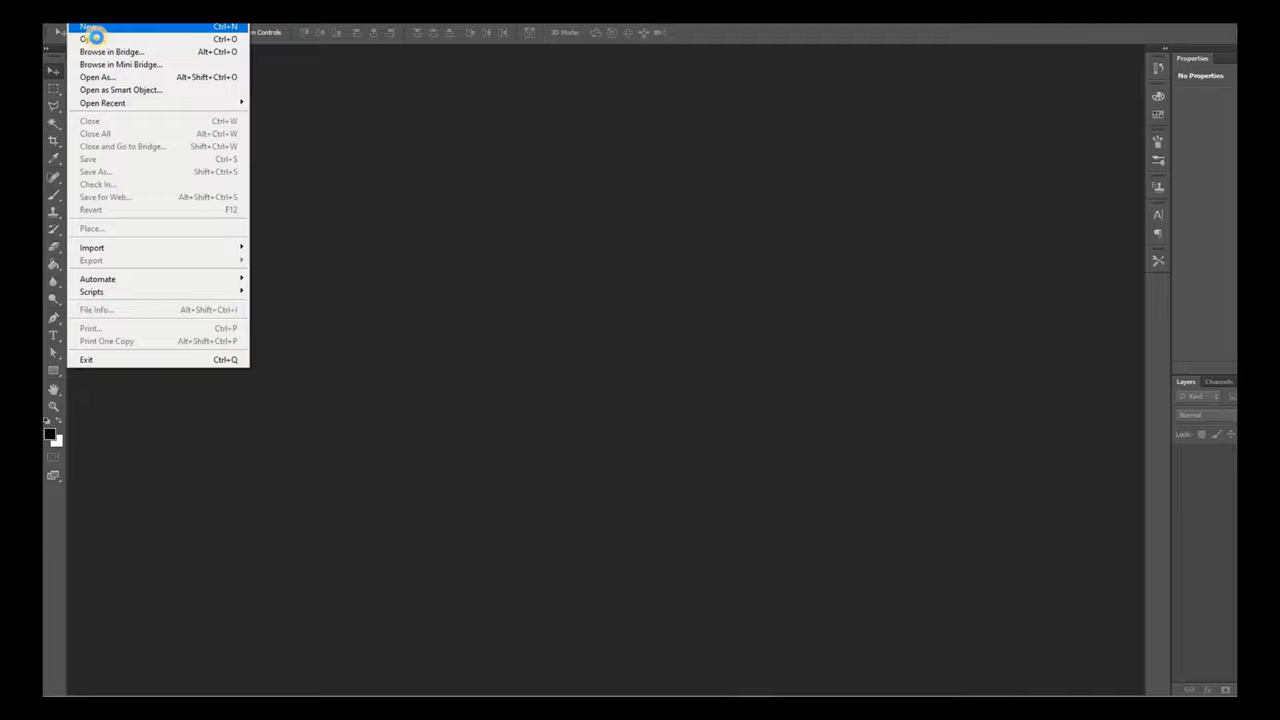 New... Ctrl+N
Controls
3D Mode:
Ctrl+O
Browse in Bridge... Alt+Ctrl+O
Browse in Mini Bridge...
Open As... Alt+Shift+Ctrl+O
Open as Smart Object...
Open Recent
Close Ctrl+W
Close All Alt+Ctrl+W
Close and Go to Bridge... Shift+Ctrl+W
Save Ctrl+S
Save As... Shift+Ctrl+S
Check In...
Save for Web... Alt+Shift+Ctrl+S
Revert F12
Place...
Import
Export
Automate
Scripts
File Info... Alt+Shift+Ctrl+I
Print... Ctrl+P
Print One Copy Alt+Shift+Ctrl+P
Exit Ctrl+Q
Properties
No Properties
Layers Channels
Kind
Normal
Lock: